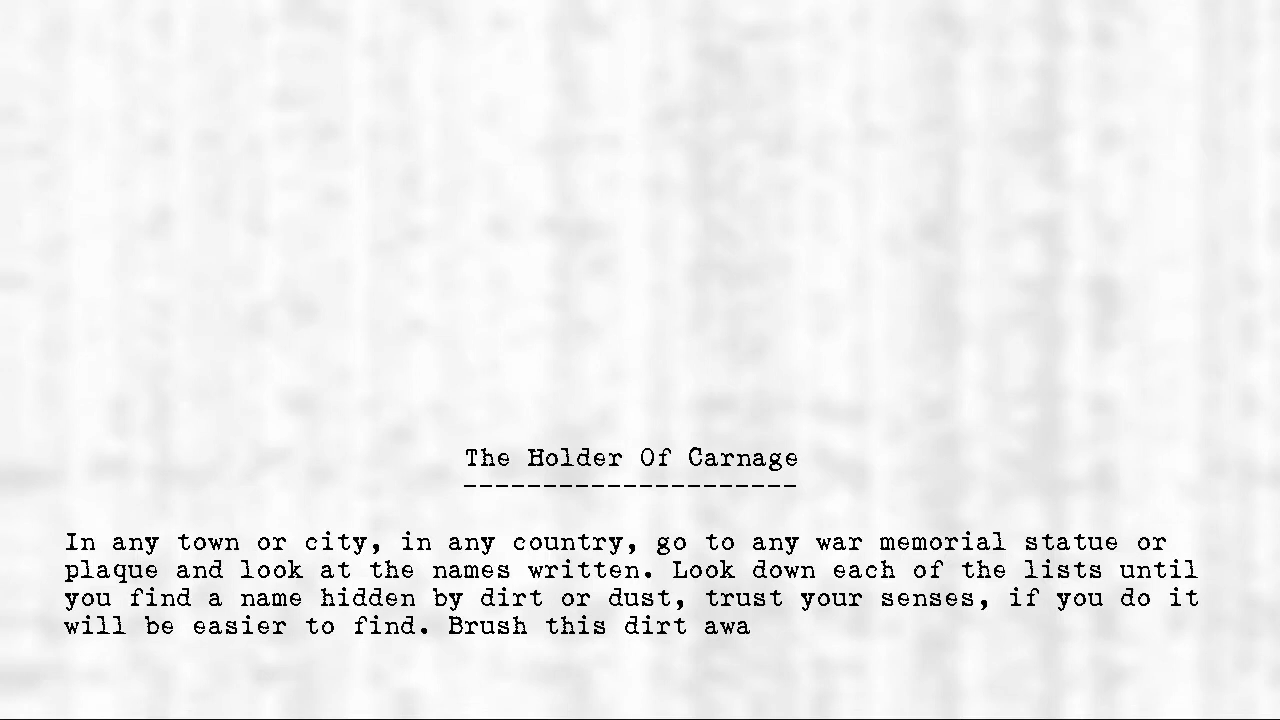 The Holder Of Carnage
---------------------
In any town or city, in any country, go to any war memorial statue or
plaque and look at the names written. Look down each of the lists until
you find a name hidden by dirt or dust, trust your senses, if you do it
will be easier to find. Brush this dirt awa